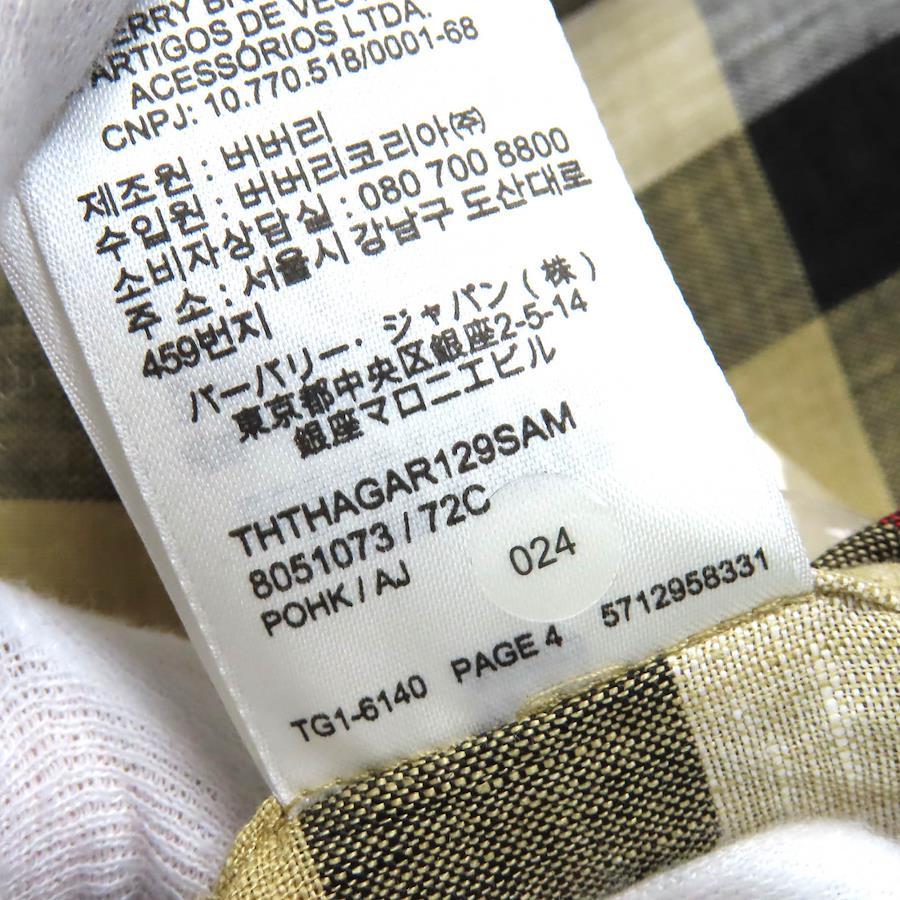 ARTIGOS DE
ACESSÓRIOS LTDA.
CNPJ: 10.770.518/0001-68
제조원 : 버버리
수입원 : 버버리코리아㈜
소비자상담실 : 080 700 8800
주 소 : 서울시 강남구 도산대로
459번지
バーバリー・ジャパン(株)
東京都中央区銀座2-5-14
銀座マロニエビル
THTHAGAR129SAM
8051073 / 72C
POHK / AJ
024
TG1-6140 PAGE 4 5712958331